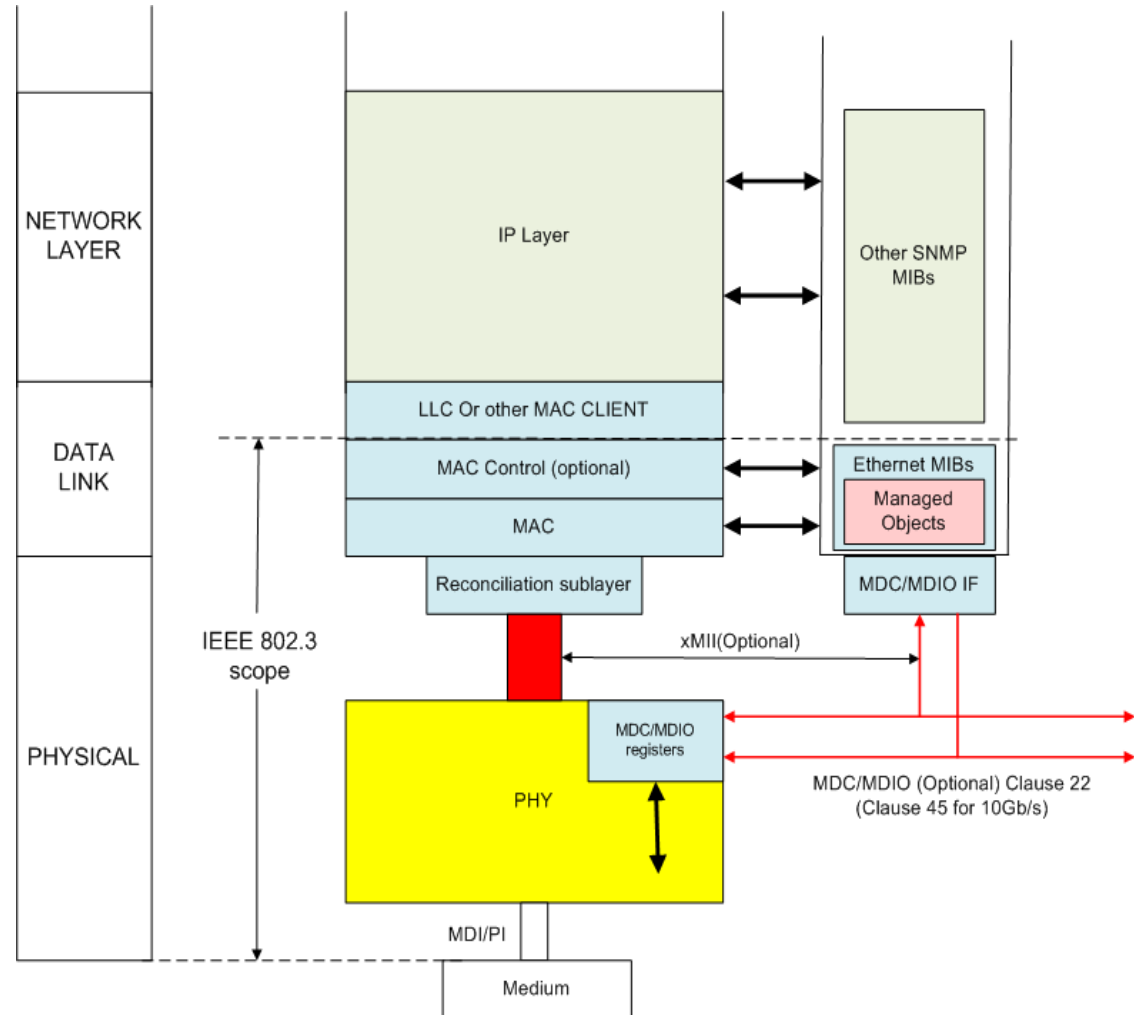 NETWORK
LAYER
IP Layer
Other SNMP
MIBs
LLC Or other MAC CLIENT
DATA
LINK
MAC Control (optional)
Ethernet MIBs
Managed
Objects
MAC
Reconciliation sublayer
MDC/MDIO IF
IEEE 802.3
scope
xMII(Optional)
PHYSICAL
MDC/MDIO
registers
PHY
MDC/MDIO (Optional) Clause 22
(Clause 45 for 10Gb/s)
MDI/PI
Medium